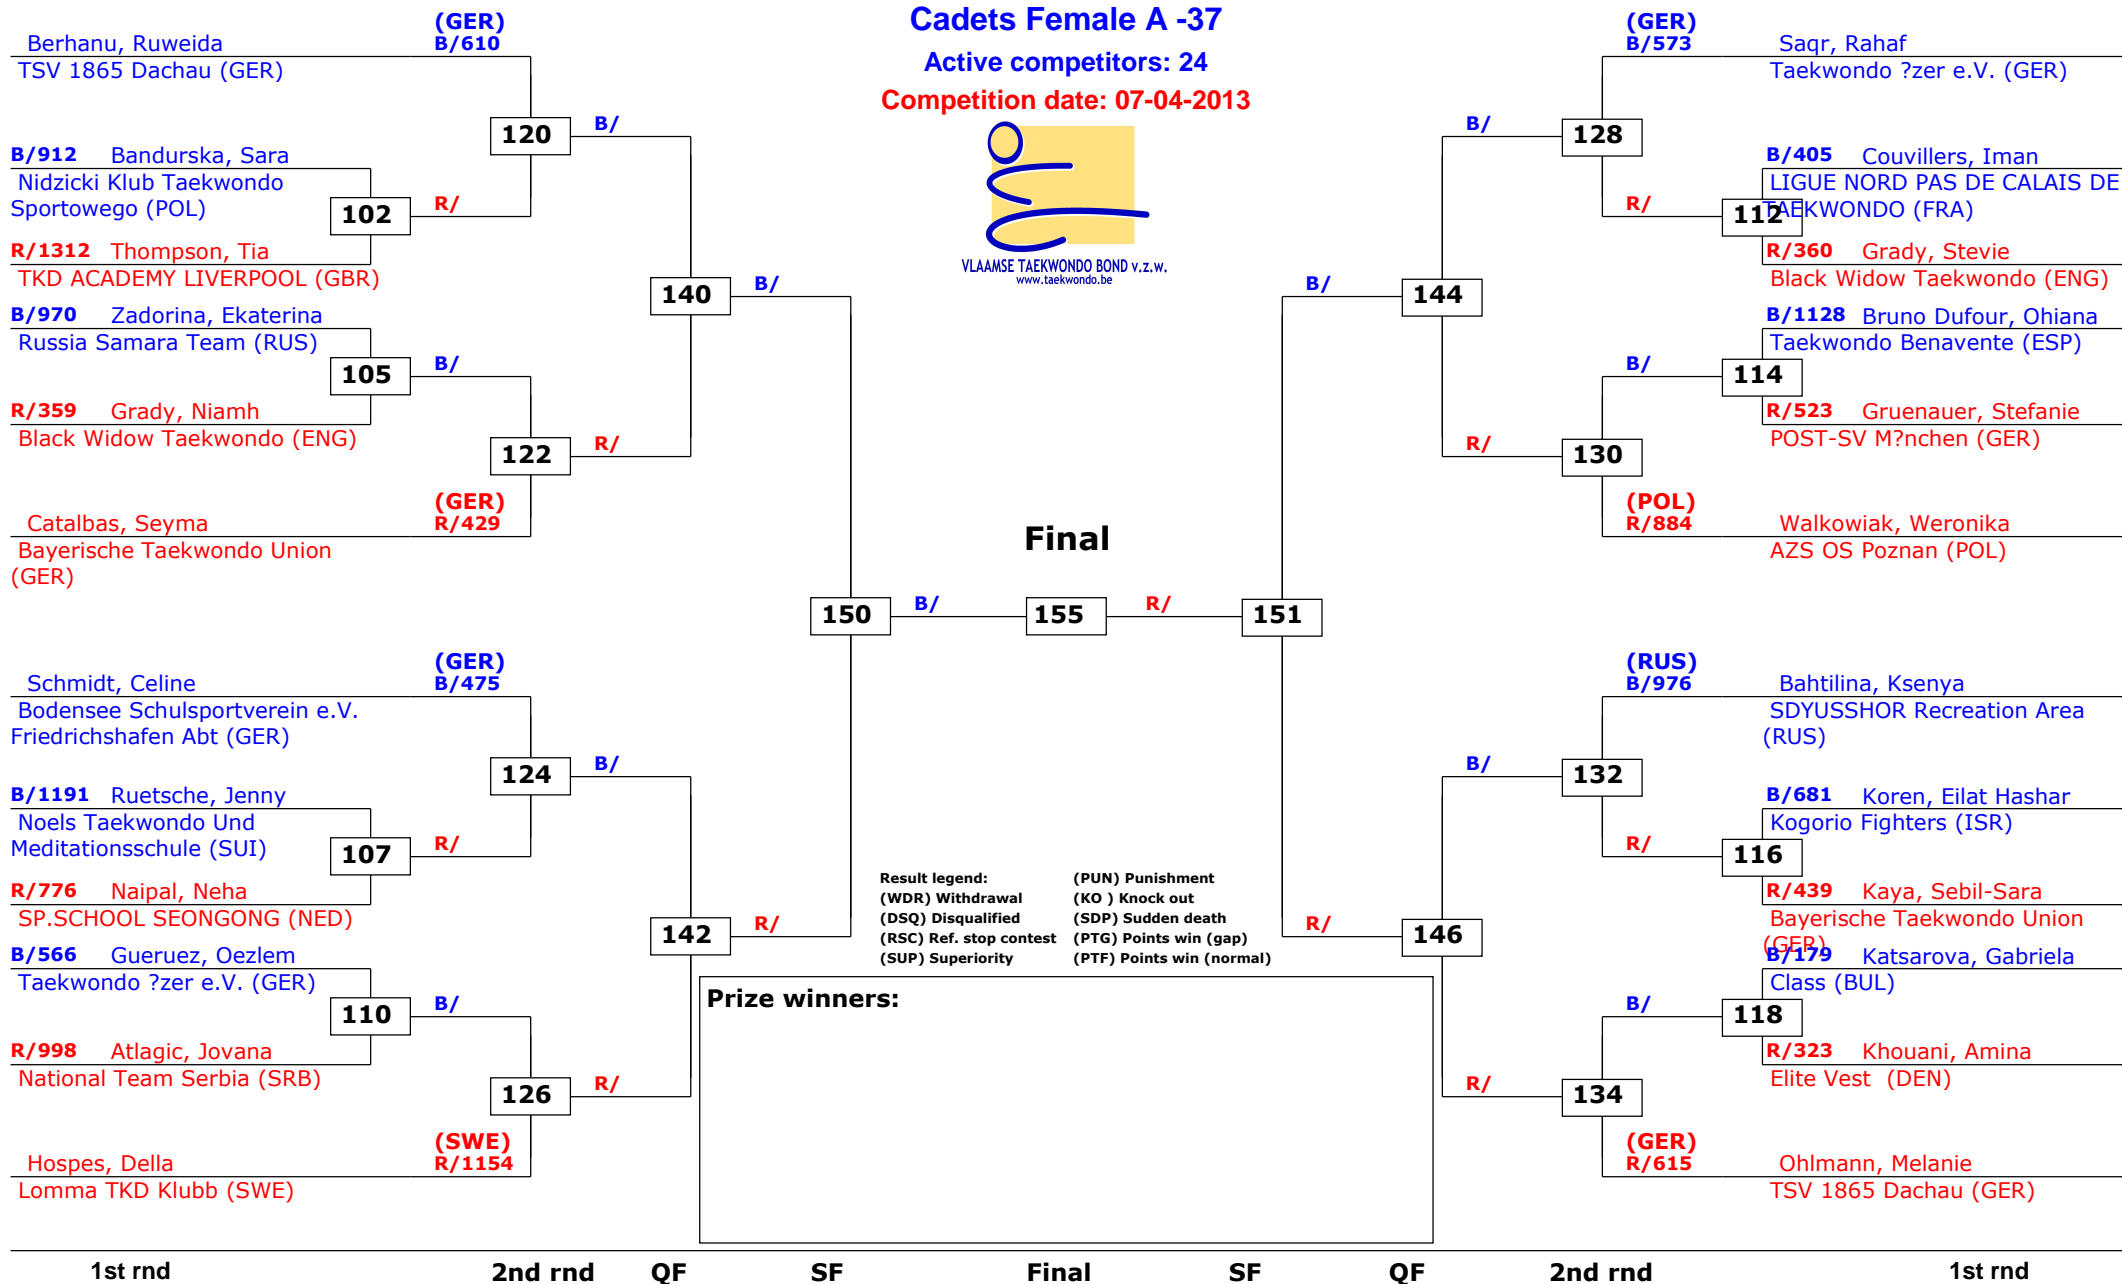 Cadets Female A -37
Active competitors: 24
Competition date: 07-04-2013
VLAAMSE TAEKWONDO BOND v.z.w.
www.taekwondo.be
(GER)
Berhanu, Ruweida B/610
TSV 1865 Dachau (GER)
120 B/
B/912 Bandurska, Sara
Nidzicki Klub Taekwondo
Sportowego (POL)
102 R/
R/1312 Thompson, Tia
TKD ACADEMY LIVERPOOL (GBR)
140 B/
B/970 Zadorina, Ekaterina
Russia Samara Team (RUS)
105 B/
R/359 Grady, Niamh
Black Widow Taekwondo (ENG)
122 R/
(GER)
Catalbas, Seyma R/429
Bayerische Taekwondo Union
(GER)
150 B/
(GER)
Schmidt, Celine B/475
Bodensee Schulsportverein e.V.
Friedrichshafen Abt (GER)
124 B/
B/1191 Ruetsche, Jenny
Noels Taekwondo Und
Meditationsschule (SUI)
107 R/
R/776 Naipal, Neha
SP.SCHOOL SEONGONG (NED)
142 R/
B/566 Gueruez, Oezlem
Taekwondo ?zer e.V. (GER)
110 B/
R/998 Atlagic, Jovana
National Team Serbia (SRB)
126 R/
(SWE)
Hospes, Della R/1154
Lomma TKD Klubb (SWE)
Final
155
(GER)
B/573 Saqr, Rahaf
Taekwondo ?zer e.V. (GER)
B/ 128
B/405 Couvillers, Iman
LIGUE NORD PAS DE CALAIS DE
TAEKWONDO (FRA)
R/ 112
R/360 Grady, Stevie
Black Widow Taekwondo (ENG)
B/ 144
B/1128 Bruno Dufour, Ohiana
Taekwondo Benavente (ESP)
B/ 114
R/523 Gruenauer, Stefanie
POST-SV M?nchen (GER)
R/ 130
(POL)
R/884 Walkowiak, Weronika
AZS OS Poznan (POL)
R/ 151
(RUS)
B/976 Bahtilina, Ksenya
SDYUSSHOR Recreation Area
(RUS)
B/ 132
B/681 Koren, Eilat Hashar
Kogorio Fighters (ISR)
R/ 116
R/439 Kaya, Sebil-Sara
Bayerische Taekwondo Union
(GER)
R/ 146
B/179 Katsarova, Gabriela
Class (BUL)
B/ 118
R/323 Khouani, Amina
Elite Vest (DEN)
R/ 134
(GER)
R/615 Ohlmann, Melanie
TSV 1865 Dachau (GER)
Result legend: (PUN) Punishment
(WDR) Withdrawal (KO ) Knock out
(DSQ) Disqualified (SDP) Sudden death
(RSC) Ref. stop contest (PTG) Points win (gap)
(SUP) Superiority (PTF) Points win (normal)
Prize winners:
1st rnd 2nd rnd QF SF Final SF QF 2nd rnd 1st rnd